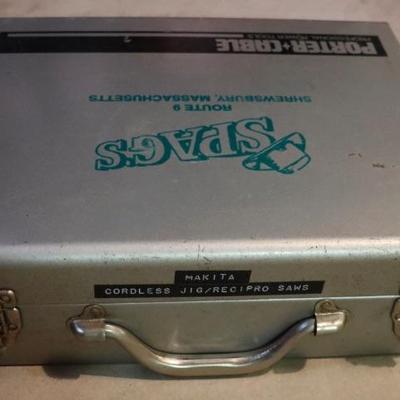 PORTER+CABLE
PROFESSIONAL POWER TOOLS
SPAG'S
ROUTE 9
SHREWSBURY, MASSACHUSETTS
MAKITA
CORDLESS JIG/RECIPRO SAWS